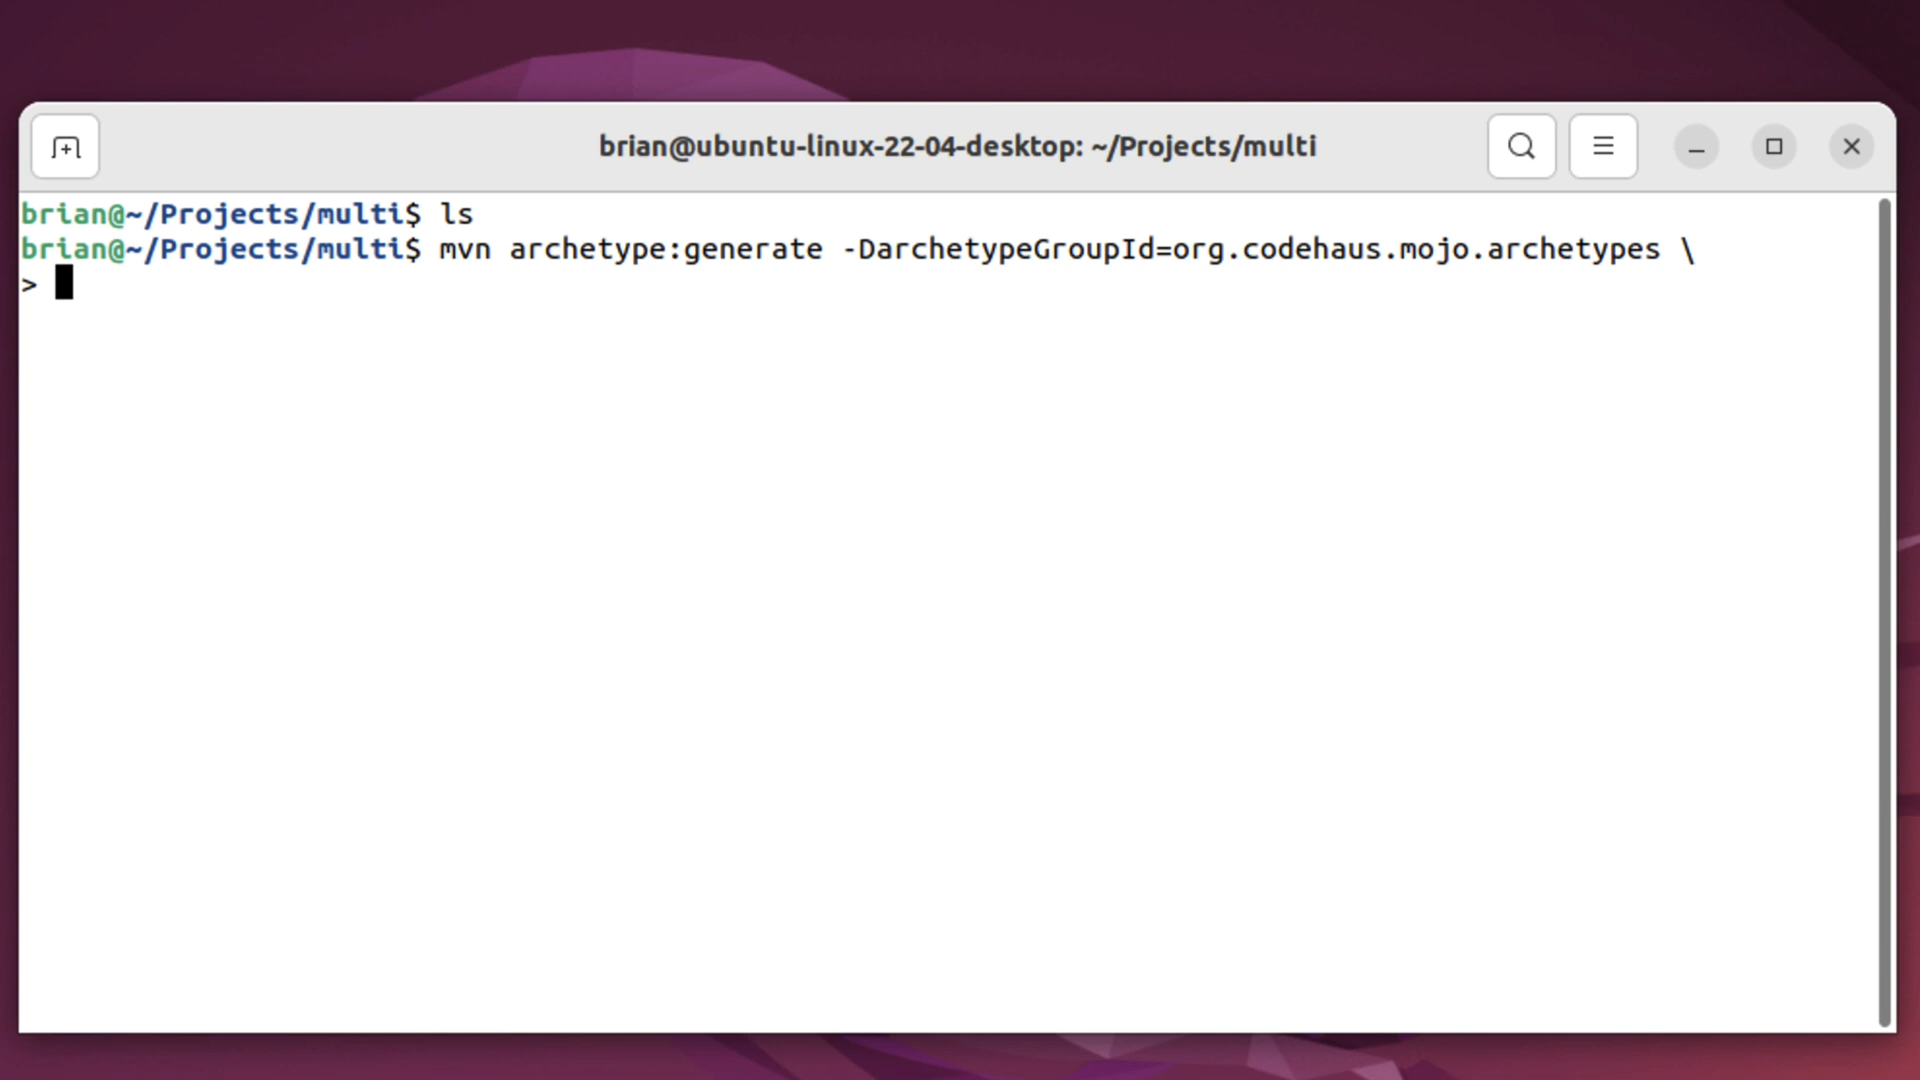 brian@ubuntu-linux-22-04-desktop: ~/Projects/multi
brian@~/Projects/multi$ ls
brian@~/Projects/multi$ mvn archetype:generate -DarchetypeGroupId=org.codehaus.mojo.archetypes \
>